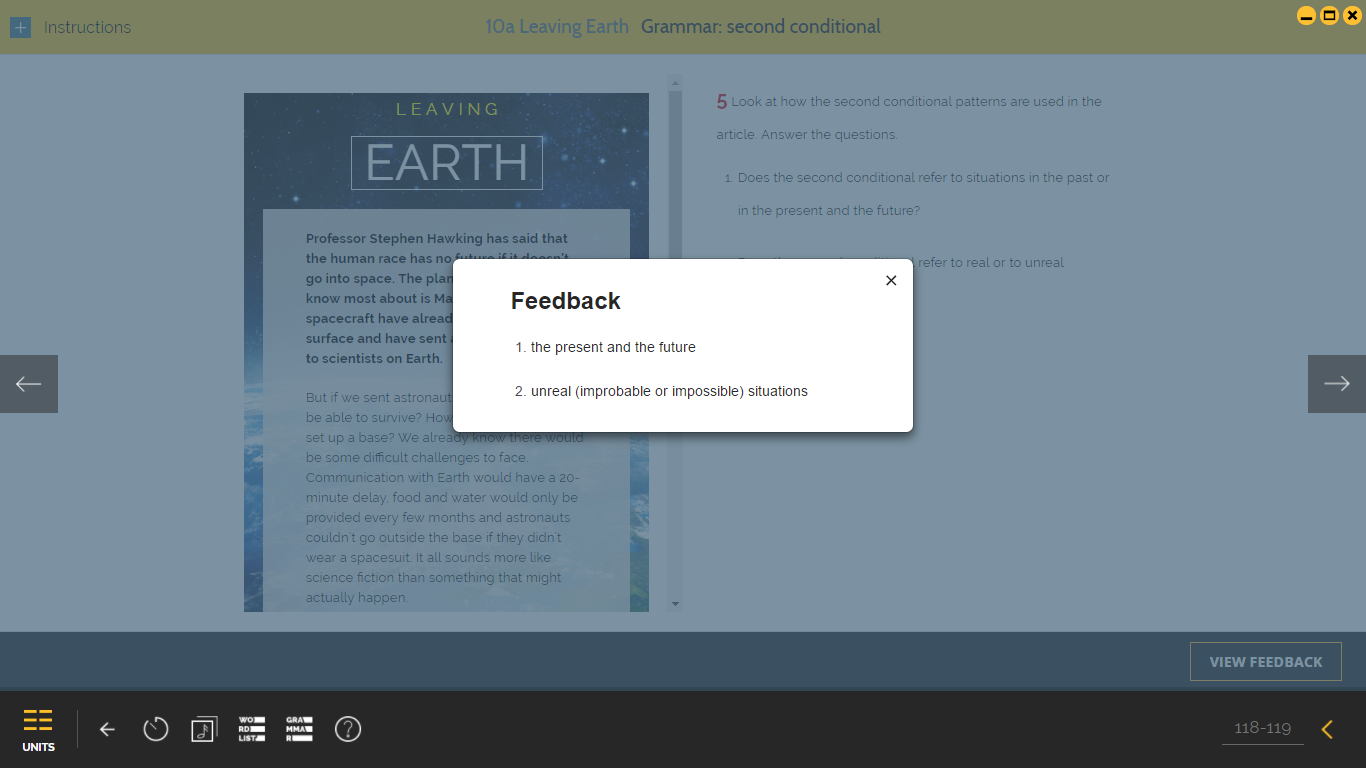 Instructions
10a Leaving Earth Grammar: second conditional
LEAVING
EARTH
Professor Stephen Hawking has said that
the human race has no future if it doesn't
go into space. The plan
know most about is Ma
spacecraft have alread
surface and have sent
to scientists on Earth.
But if we sent astronaut
be able to survive? How
set up a base? We already know there would
be some difficult challenges to face.
Communication with Earth would have a 20-
minute delay, food and water would only be
provided every few months and astronauts
couldn't go outside the base if they didn't
wear a spacesuit. It all sounds more like
science fiction than something that might
actually happen.
5 Look at how the second conditional patterns are used in the
article. Answer the questions.
1. Does the second conditional refer to situations in the past or
in the present and the future?
refer to real or to unreal
Feedback
1. the present and the future
2. unreal (improbable or impossible) situations
VIEW FEEDBACK
UNITS
WO
RD
LIST
GRA
MMA
R
118-119